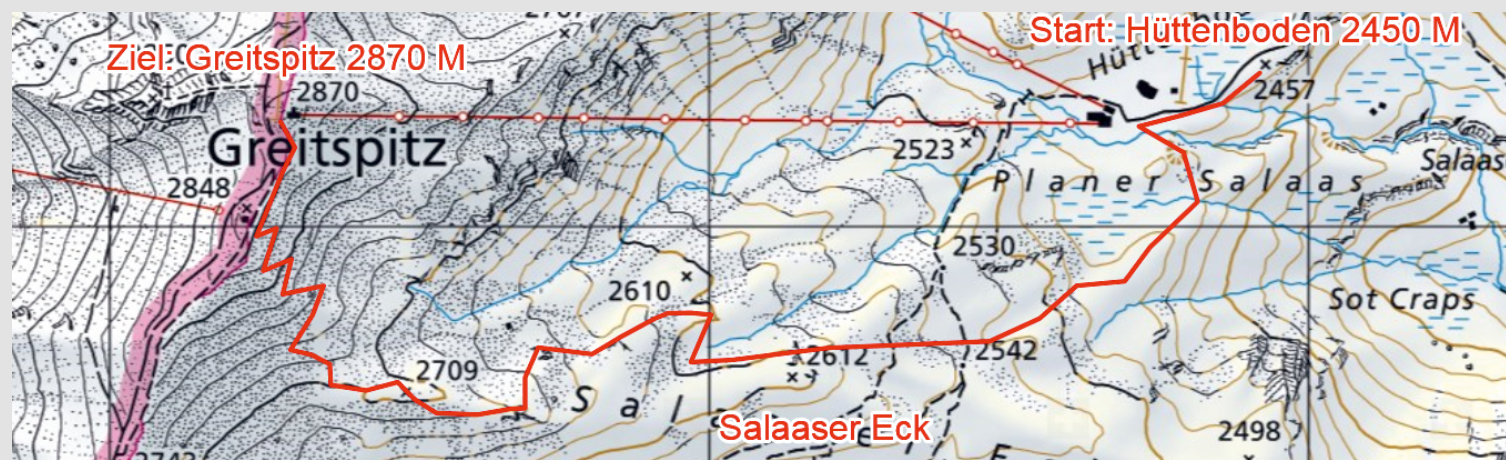 Start: Hüttenboden 2450 M
Ziel: Greitspitz 2870 M
Hütt
2457
2870
Greitspitz
2523
Salaas
Planer Salaas
2848
2530
2610
Sot Craps
2612
2542
2709
Sal
Salaaser Eck
2498